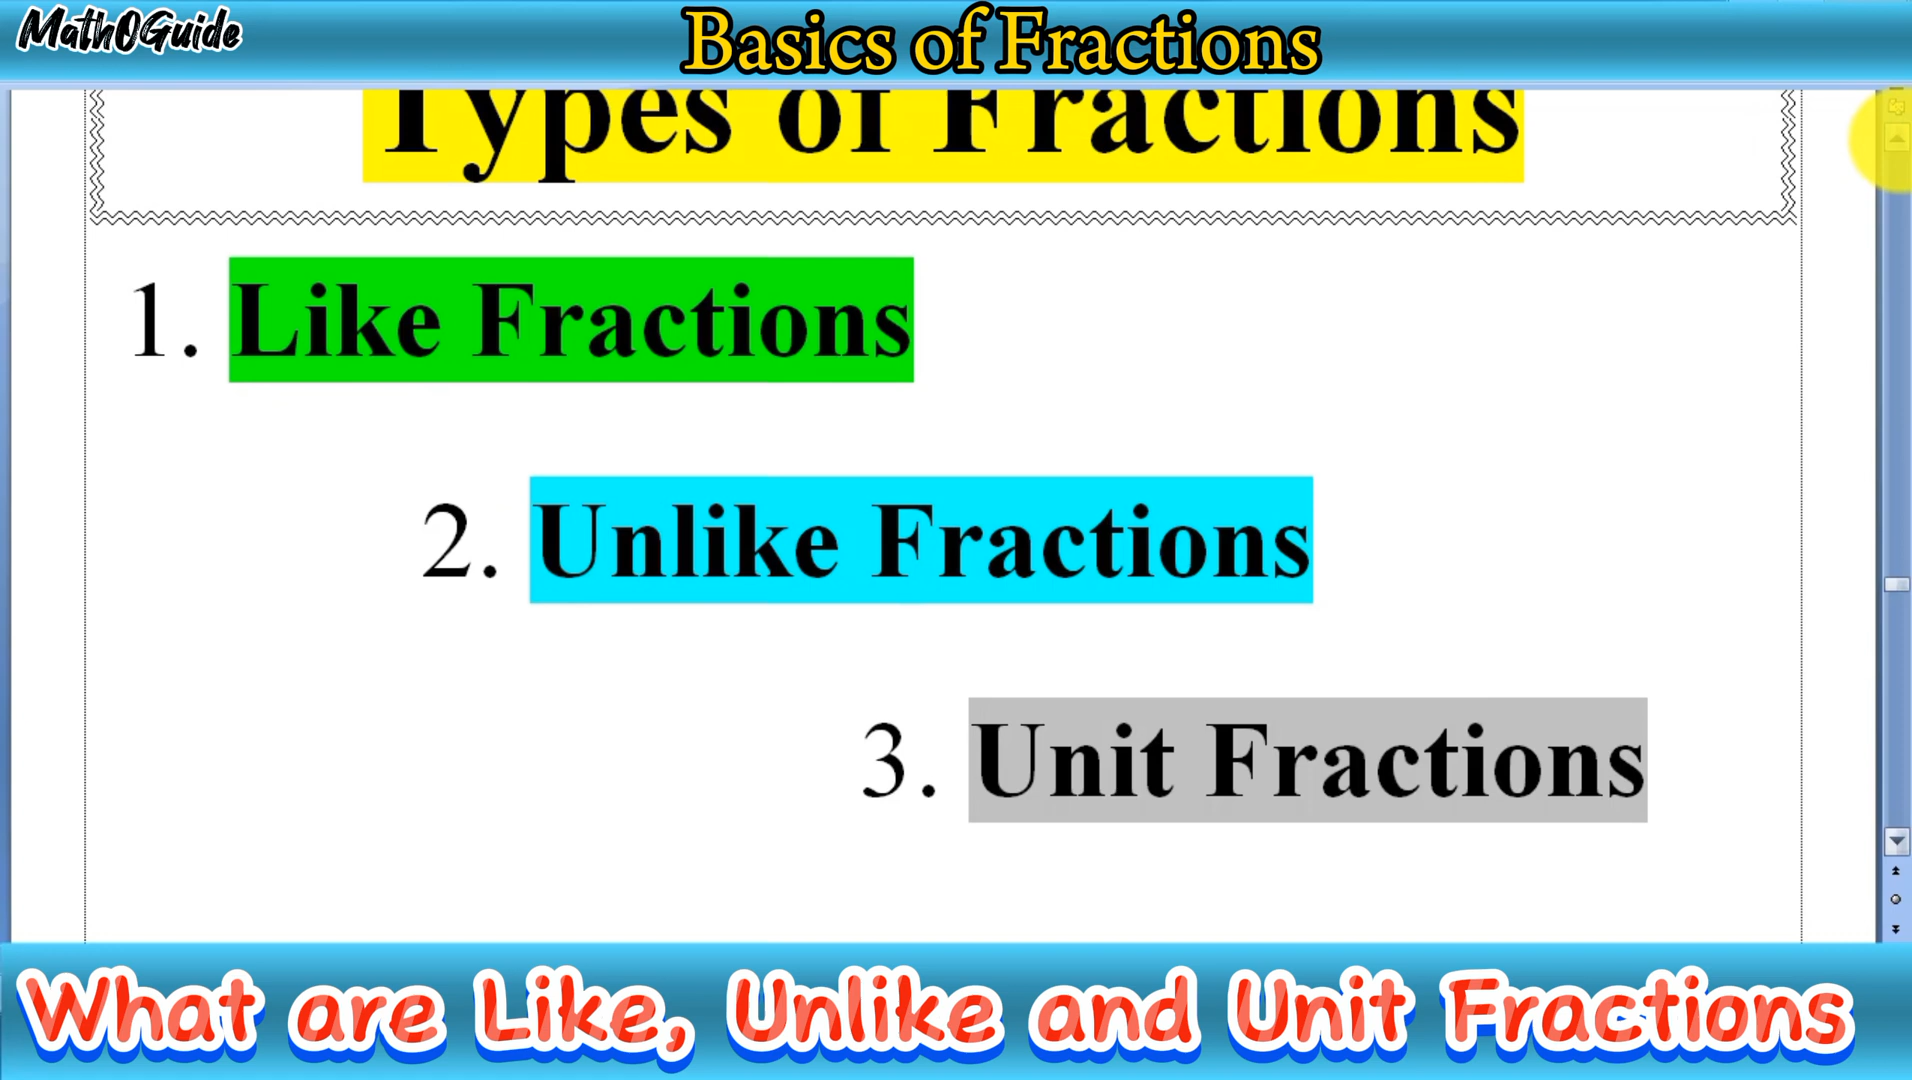 MathOGuide
Basics of Fractions
Types of Fractions
1. Like Fractions
2. Unlike Fractions
3. Unit Fractions
What are Like, Unlike and Unit Fractions